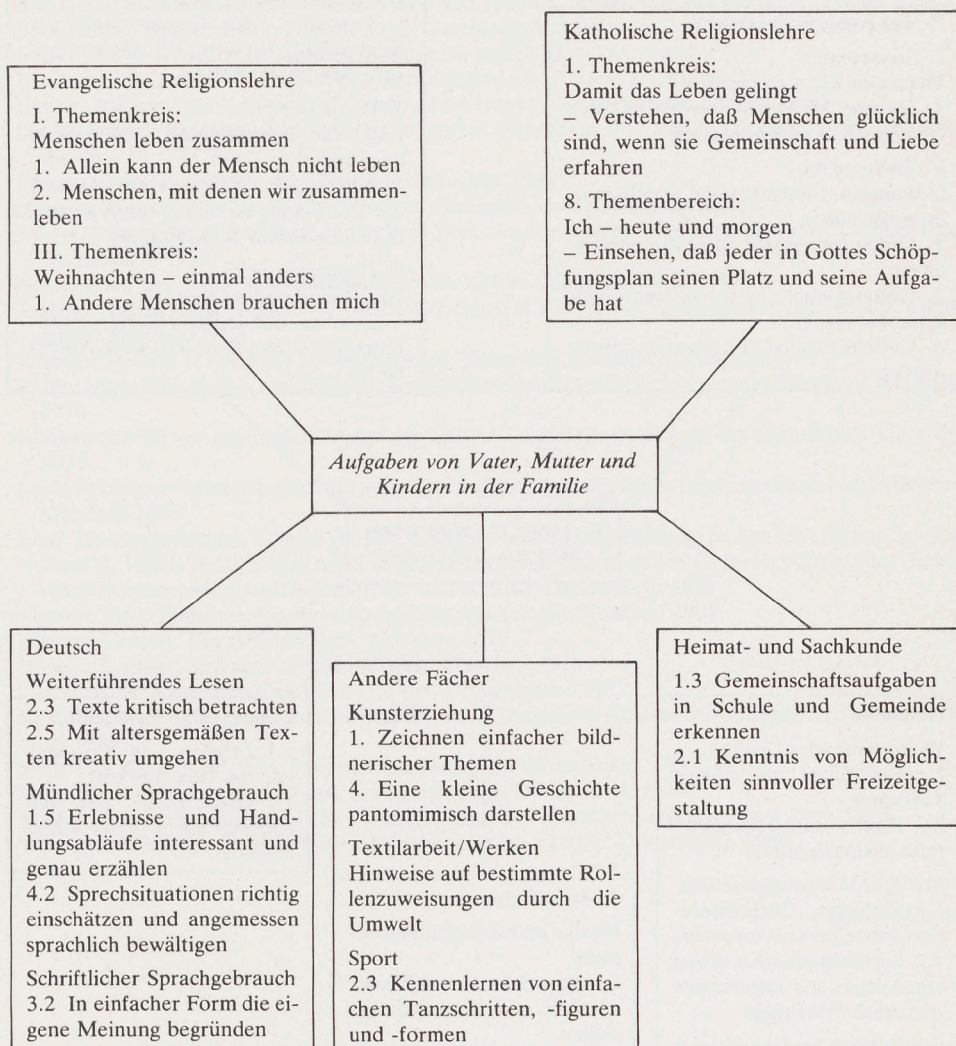 Evangelische Religionslehre
I. Themenkreis:
Menschen leben zusammen
1. Allein kann der Mensch nicht leben
2. Menschen, mit denen wir zusammen-
leben
III. Themenkreis:
Weihnachten – einmal anders
1. Andere Menschen brauchen mich
Katholische Religionslehre
1. Themenkreis:
Damit das Leben gelingt
– Verstehen, daß Menschen glücklich
sind, wenn sie Gemeinschaft und Liebe
erfahren
8. Themenbereich:
Ich – heute und morgen
– Einsehen, daß jeder in Gottes Schöp-
fungsplan seinen Platz und seine Aufga-
be hat
Aufgaben von Vater, Mutter und
Kindern in der Familie
Deutsch
Weiterführendes Lesen
2.3 Texte kritisch betrachten
2.5 Mit altersgemäßen Tex-
ten kreativ umgehen
Mündlicher Sprachgebrauch
1.5 Erlebnisse und Hand-
lungsabläufe interessant und
genau erzählen
4.2 Sprechsituationen richtig
einschätzen und angemessen
sprachlich bewältigen
Schriftlicher Sprachgebrauch
3.2 In einfacher Form die ei-
gene Meinung begründen
Andere Fächer
Kunsterziehung
1. Zeichnen einfacher bild-
nerischer Themen
4. Eine kleine Geschichte
pantomimisch darstellen
Textilarbeit/Werken
Hinweise auf bestimmte Rol-
lenzuweisungen durch die
Umwelt
Sport
2.3 Kennenlernen von einfa-
chen Tanzschritten, -figuren
und -formen
Heimat- und Sachkunde
1.3 Gemeinschaftsaufgaben
in Schule und Gemeinde
erkennen
2.1 Kenntnis von Möglich-
keiten sinnvoller Freizeitge-
staltung